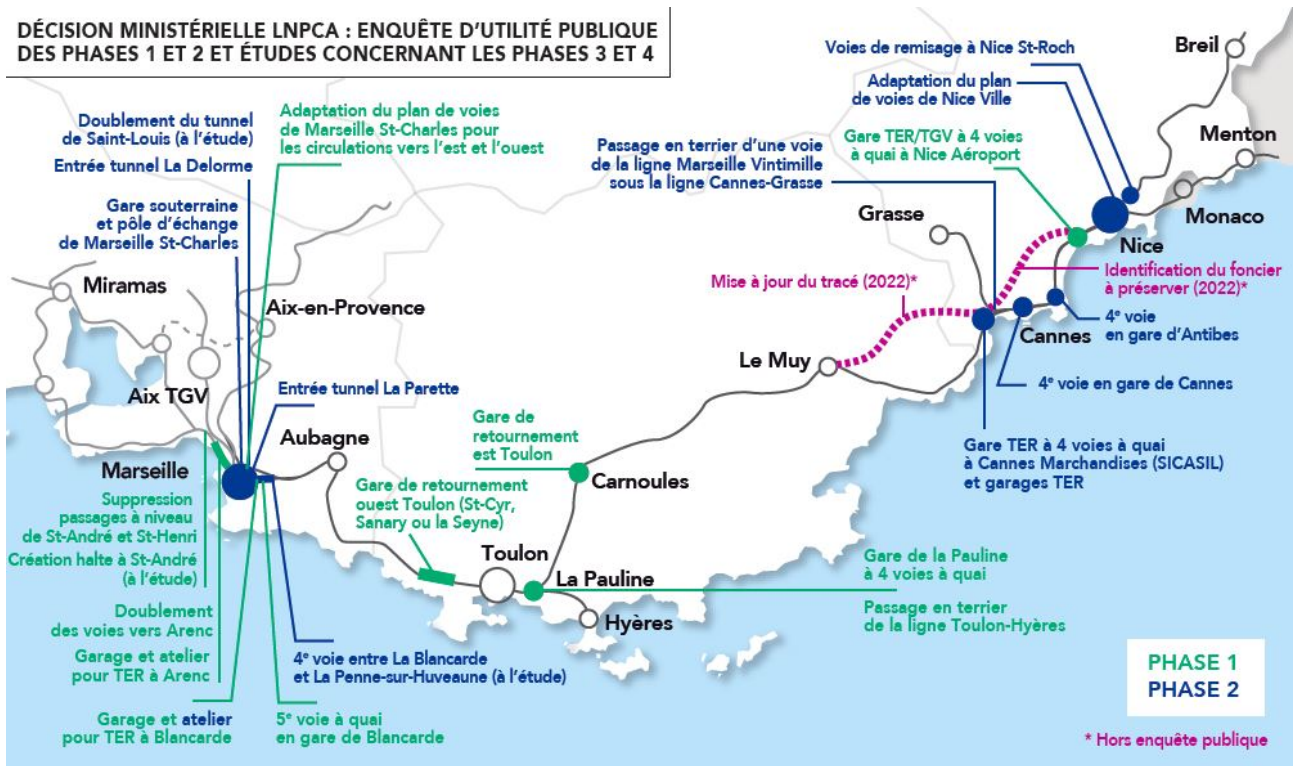 DÉCISION MINISTÉRIELLE LNPCA : ENQUÊTE D'UTILITÉ PUBLIQUE
DES PHASES 1 ET 2 ET ÉTUDES CONCERNANT LES PHASES 3 ET 4
Doublement du tunnel
de Saint-Louis (à l'étude)
Entrée tunnel La Delorme
Gare souterraine
et pôle d'échange
de Marseille St-Charles
Adaptation du plan de voies
de Marseille St-Charles pour
les circulations vers l'est et l'ouest
Voies de remisage à Nice St-Roch
Adaptation du plan
de voies de Nice Ville
Gare TER/TGV à 4 voies
à quai à Nice Aéroport
Passage en terrier d'une voie
de la ligne Marseille Vintimille
sous la ligne Cannes-Grasse
Breil
Menton
Monaco
Nice
Grasse
Identification du foncier
à préserver (2022)*
Mise à jour du tracé (2022)*
Cannes
4e voie
en gare d'Antibes
4e voie en gare de Cannes
Le Muy
Gare TER à 4 voies à quai
à Cannes Marchandises (SICASIL)
et garages TER
Miramas
Aix-en-Provence
Aix TGV
Entrée tunnel La Parette
Aubagne
Marseille
Gare de
retournement
est Toulon
Carnoules
Gare de retournement
ouest Toulon (St-Cyr,
Sanary ou la Seyne)
Toulon
La Pauline
Hyères
Gare de la Pauline
à 4 voies à quai
Passage en terrier
de la ligne Toulon-Hyères
Suppression
passages à niveau
de St-André et St-Henri
Création halte à St-André
(à l'étude)
Doublement
des voies vers Arenc
Garage et atelier
pour TER à Arenc
Garage et atelier
pour TER à Blancarde
4e voie entre La Blancarde
et La Penne-sur-Huveaune (à l'étude)
5e voie à quai
en gare de Blancarde
PHASE 1
PHASE 2
* Hors enquête publique